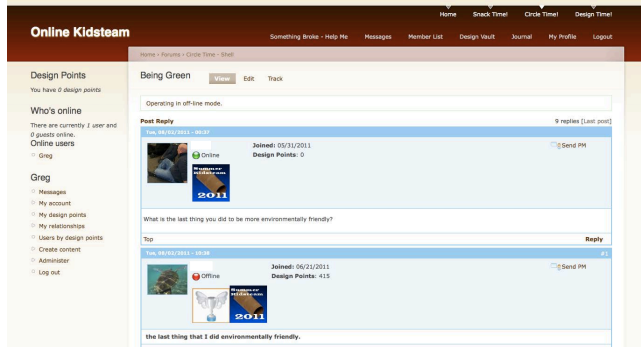 Home Snack Time! Circle Time! Design Time!
Online Kidsteam
Something Broke - Help Me Messages Member List Design Vault Journal My Profile Logout
Home › Forums › Circle Time - Shell
Design Points
You have 0 design points
Who's online
There are currently 1 user and
0 guests online.
Online users
Greg
Greg
Messages
My account
My design points
My relationships
Users by design points
Create content
Administer
Log out
Being Green View Edit Track
Operating in off-line mode.
Post Reply 9 replies [Last post]
Joined: 05/31/2011 Send PM
Online Design Points: 0
Summer
Kidsteam
2011
What is the last thing you did to be more environmentally friendly?
Top Reply
#1
Joined: 06/21/2011 Send PM
Offline Design Points: 415
Summer
Kidsteam
2011
the last thing that I did environmentally friendly.